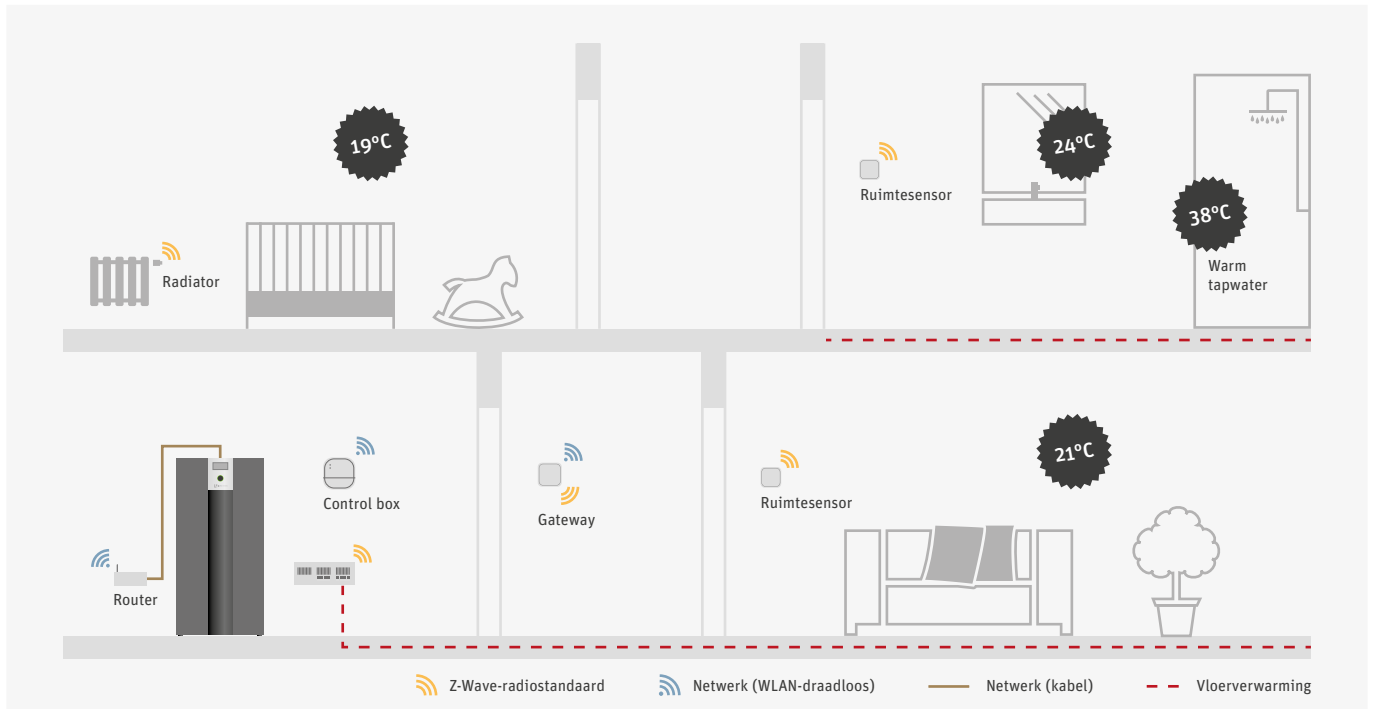 19°C
24°C
Ruimtesensor
38°C
Radiator
Warm
tapwater
21°C
Control box
Ruimtesensor
Gateway
Router
Z-Wave-radiostandaard
Netwerk (WLAN-draadloos)
Netwerk (kabel)
Vloerverwarming